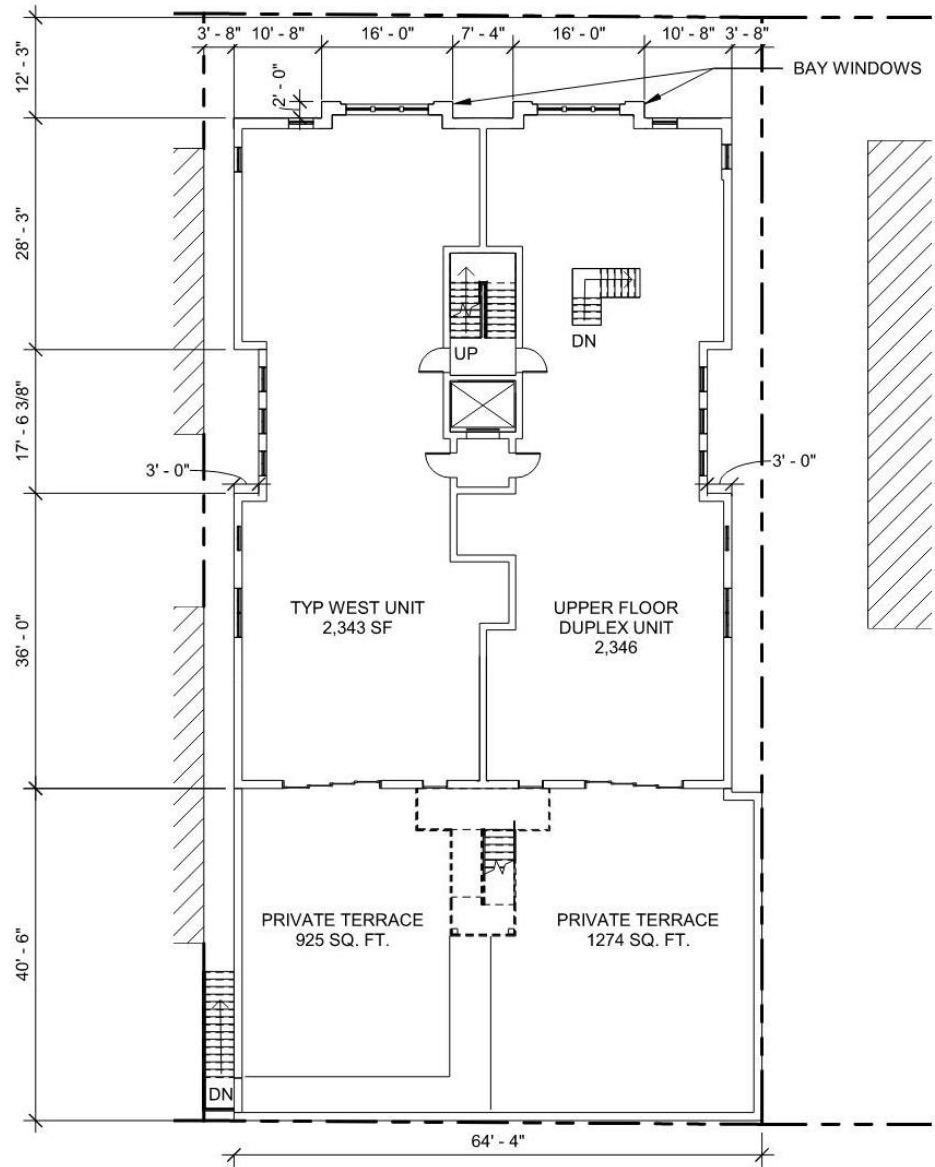 3' - 8"
10' - 8"
16' - 0"
7' - 4"
16' - 0"
10' - 8"
3' - 8"
12' - 3"
BAY WINDOWS
2' - 0"
28' - 3"
UP
DN
17' - 6 3/8"
3' - 0"
3' - 0"
36' - 0"
TYP WEST UNIT
2,343 SF
UPPER FLOOR
DUPLEX UNIT
2,346
40' - 6"
PRIVATE TERRACE
925 SQ. FT.
PRIVATE TERRACE
1274 SQ. FT.
DN
64' - 4"